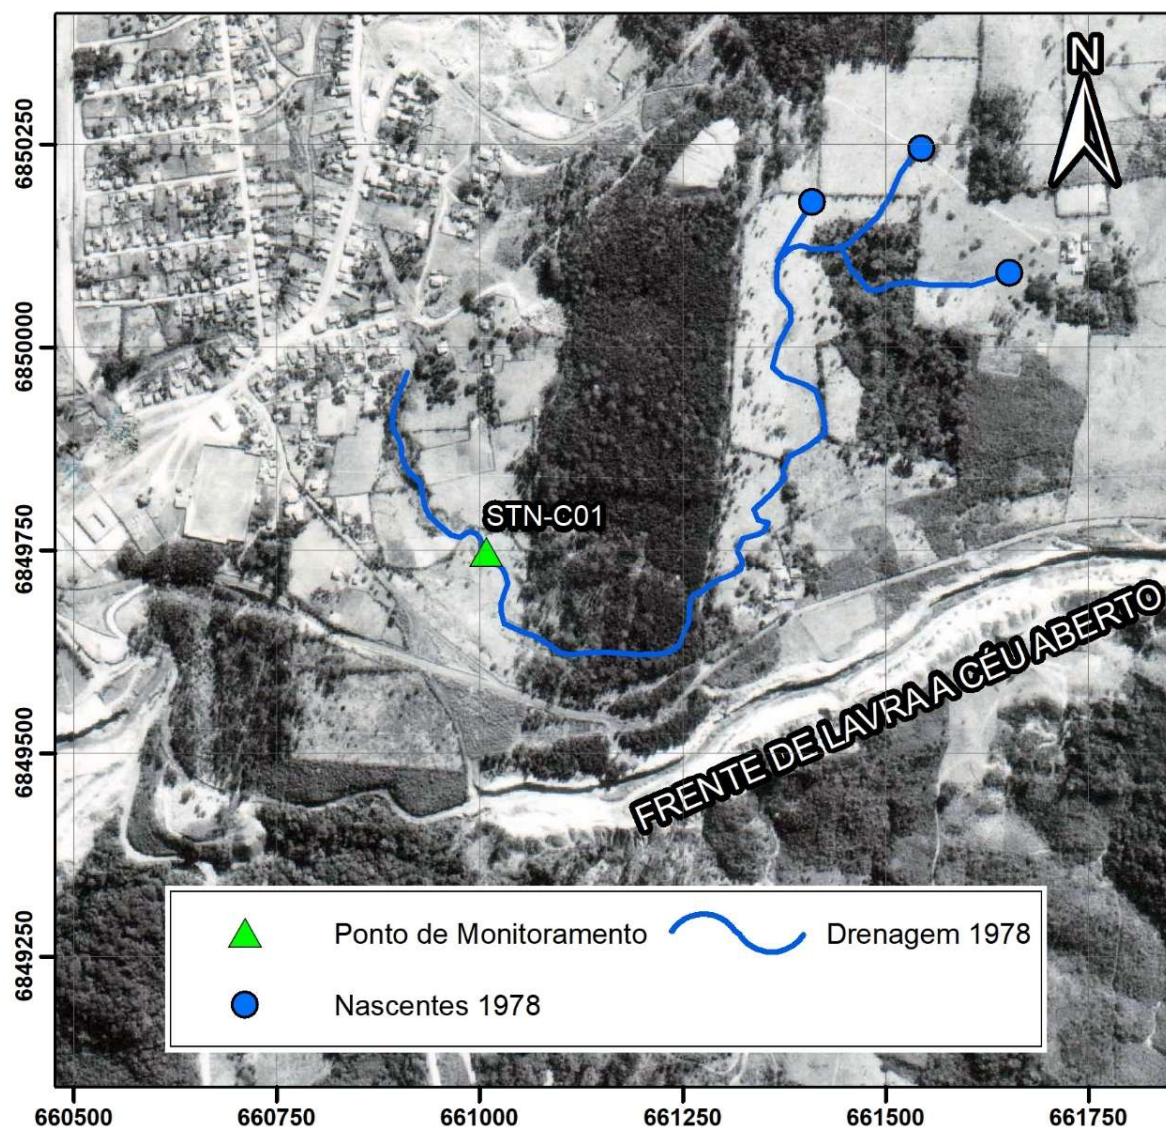 N
6850250
6850000
STN-C01
6849750
FRENTE DE LAVRA A CÉU ABERTO
6849500
6849250
Ponto de Monitoramento
Drenagem 1978
Nascentes 1978
660500
660750
661000
661250
661500
661750